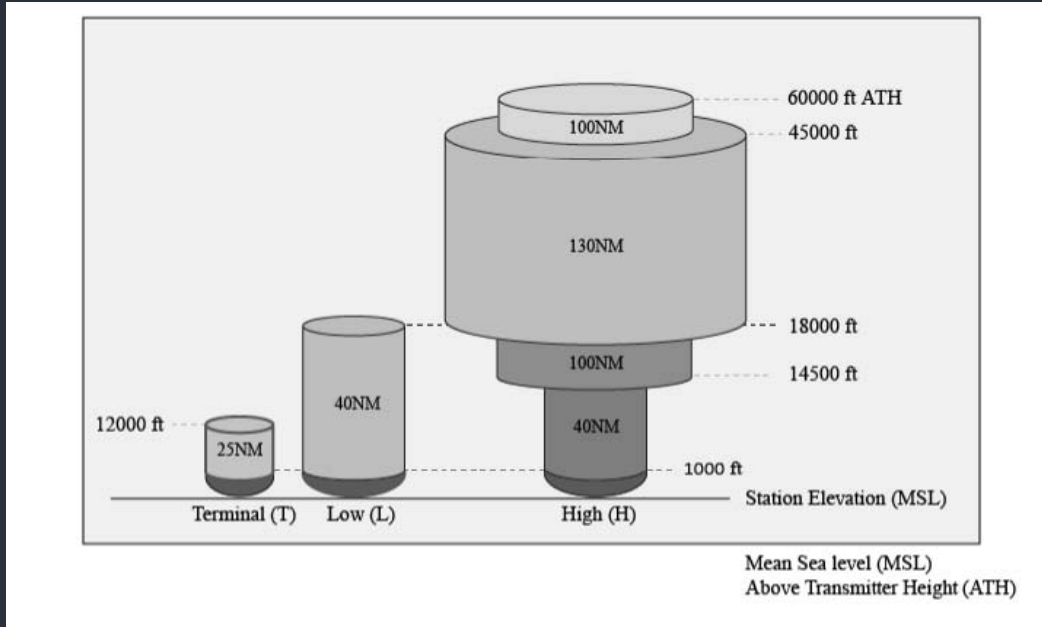 60000 ft ATH
100NM
45000 ft
130NM
18000 ft
100NM
14500 ft
40NM
12000 ft
40NM
25NM
1000 ft
Station Elevation (MSL)
Terminal (T) Low (L) High (H)
Mean Sea level (MSL)
Above Transmitter Height (ATH)